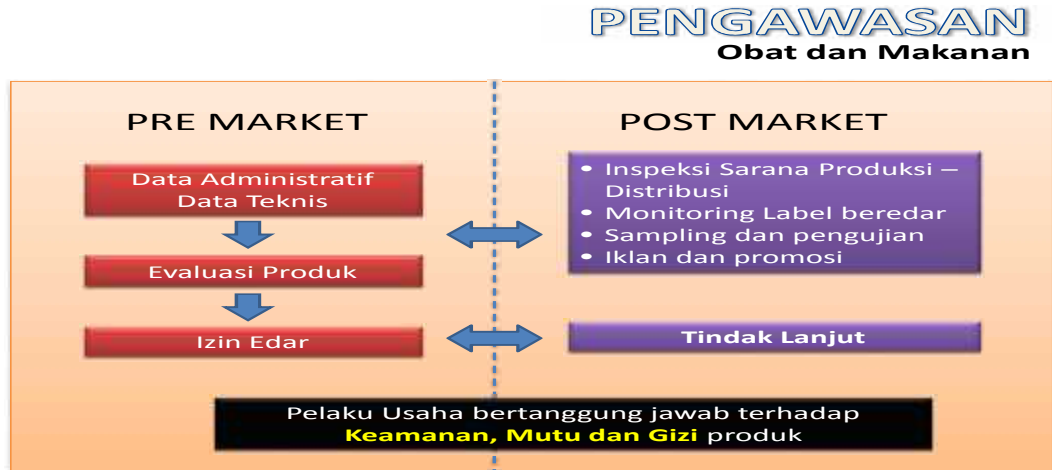 PENGAWASAN
Obat dan Makanan
PRE MARKET
Data Administratif
Data Teknis
Evaluasi Produk
Izin Edar
POST MARKET
• Inspeksi Sarana Produksi –
Distribusi
• Monitoring Label beredar
• Sampling dan pengujian
• Iklan dan promosi
Tindak Lanjut
Pelaku Usaha bertanggung jawab terhadap
Keamanan, Mutu dan Gizi produk